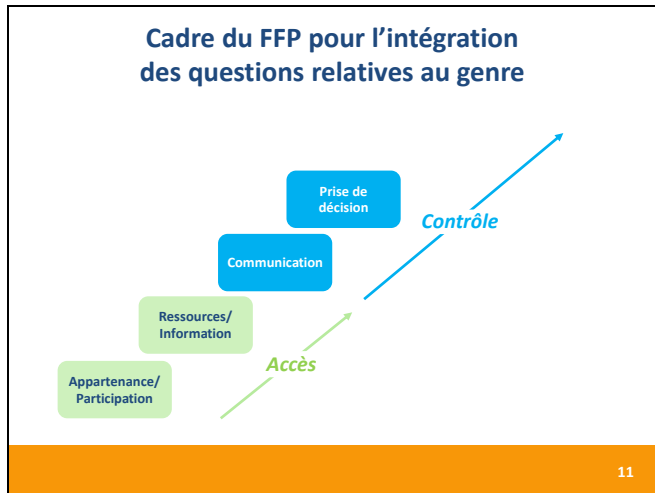 Cadre du FFP pour l’intégration
des questions relatives au genre
Prise de
décision
Contrôle
Communication
Ressources/
Information
Accès
Appartenance/
Participation
11